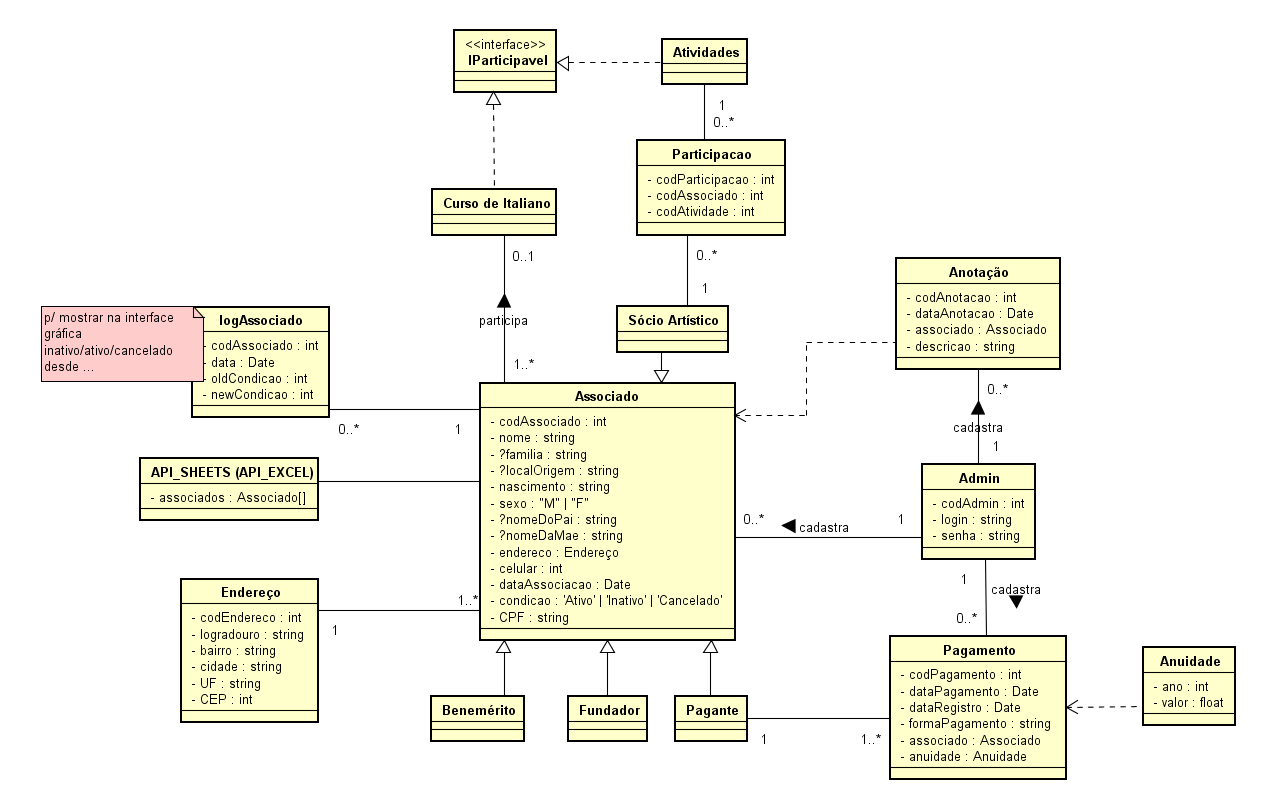 <<interface>>
IParticipavel
Atividades
1
0..*
Participacao
- codParticipacao : int
- codAssociado : int
- codAtividade : int
Curso de Italiano
0..1
participa
1..*
0..*
1
Sócio Artístico
Anotação
- codAnotacao : int
- dataAnotacao : Date
- associado : Associado
- descricao : string
p/ mostrar na interface
gráfica
inativo/ativo/cancelado
desde ...
logAssociado
- codAssociado : int
- data : Date
- oldCondicao : int
- newCondicao : int
0..*
1
Associado
- codAssociado : int
- nome : string
- ?familia : string
- ?localOrigem : string
- nascimento : string
- sexo : "M" | "F"
- ?nomeDoPai : string
- ?nomeDaMae : string
- endereco : Endereço
- celular : int
- dataAssociacao : Date
- condicao : 'Ativo' | 'Inativo' | 'Cancelado'
- CPF : string
0..*
cadastra
1
Admin
- codAdmin : int
- login : string
- senha : string
0..*
cadastra
1
API_SHEETS (API_EXCEL)
- associados : Associado[]
Endereço
- codEndereco : int
- logradouro : string
- bairro : string
- cidade : string
- UF : string
- CEP : int
1..*
1
1
cadastra
0..*
Benemérito
Fundador
Pagante
1
1..*
Pagamento
- codPagamento : int
- dataPagamento : Date
- dataRegistro : Date
- formaPagamento : string
- associado : Associado
- anuidade : Anuidade
Anuidade
- ano : int
- valor : float